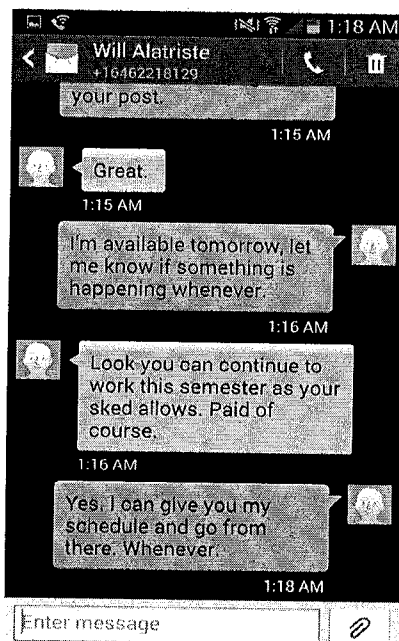 1:18 AM
Will Alatriste
+16462218129
your post.
1:15 AM
Great.
1:15 AM
I'm available tomorrow, let
me know if something is
happening whenever.
1:16 AM
Look you can continue to
work this semester as your
sked allows. Paid of
course.
1:16 AM
Yes. I can give you my
schedule and go from
there. Whenever.
1:18 AM
Enter message